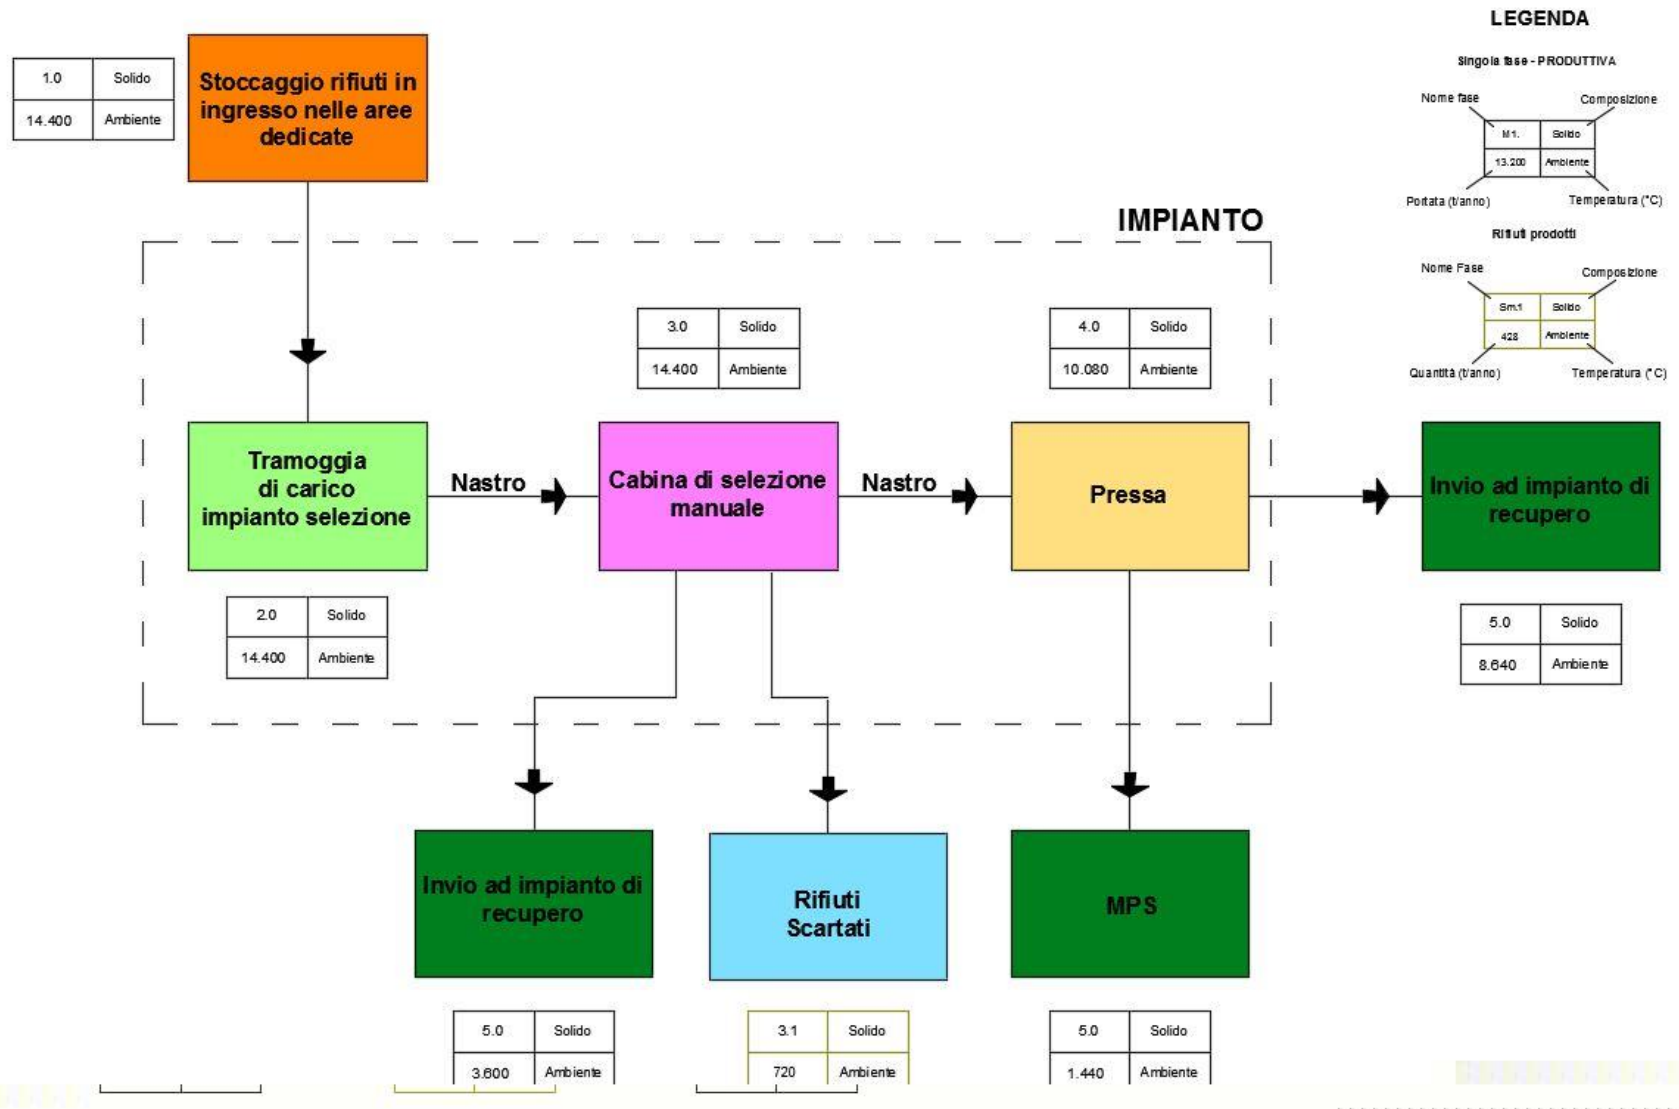 LEGENDA
Singola fase - PRODUTTIVA
Nome fase
Composizione
M1.
Solido
13.200
Ambiente
Portata (t/anno)
Temperatura (°C)
Rifiuti prodotti
Nome Fase
Composizione
Sm.1
Solido
428
Ambiente
Quantità (t/anno)
Temperatura (°C)
1.0
Solido
14.400
Ambiente
Stoccaggio rifiuti in
ingresso nelle aree
dedicate
IMPIANTO
3.0
Solido
14.400
Ambiente
4.0
Solido
10.080
Ambiente
Tramoggia
di carico
impianto selezione
Nastro
Cabina di selezione
manuale
Nastro
Pressa
Invio ad impianto di
recupero
2.0
Solido
14.400
Ambiente
5.0
Solido
8.640
Ambiente
Invio ad impianto di
recupero
Rifiuti
Scartati
MPS
5.0
Solido
3.600
Ambiente
3.1
Solido
720
Ambiente
5.0
Solido
1.440
Ambiente